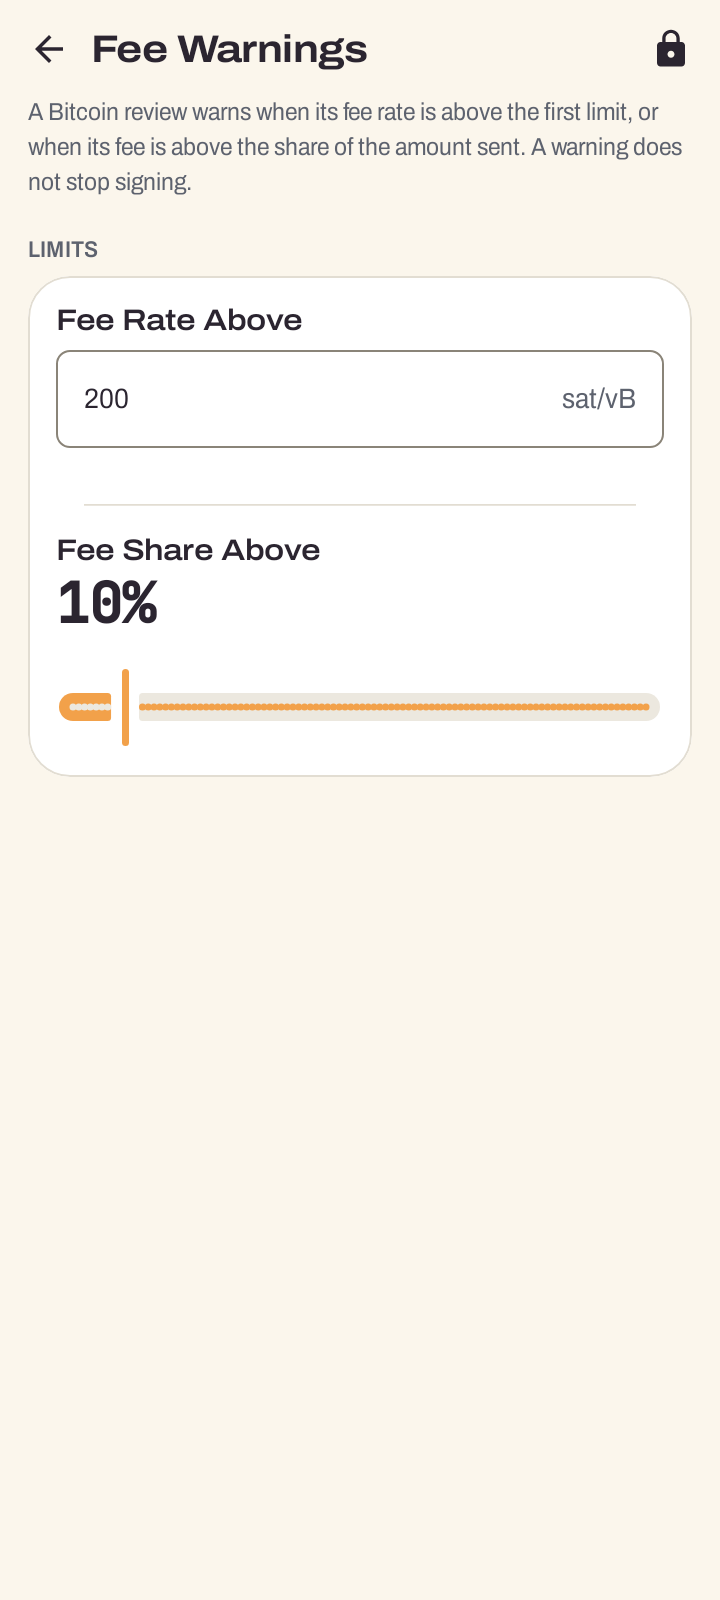 Fee Warnings
A Bitcoin review warns when its fee rate is above the first limit, or
when its fee is above the share of the amount sent. A warning does
not stop signing.
LIMITS
Fee Rate Above
200 sat/vB
Fee Share Above
10%